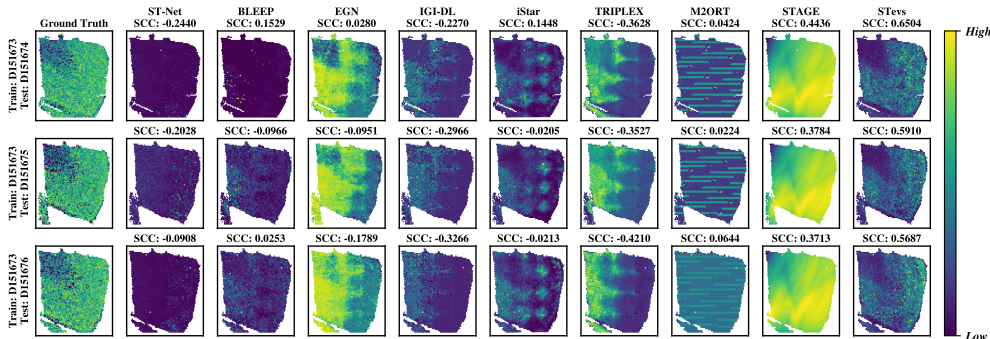 Ground Truth
ST-Net
SCC: -0.2440
BLEEP
SCC: 0.1529
EGN
SCC: 0.0280
IGI-DL
SCC: -0.2270
iStar
SCC: 0.1448
TRIPLEX
SCC: -0.3628
M2ORT
SCC: 0.0424
STAGE
SCC: 0.4436
STevs
SCC: 0.6504
High
Train: D151673
Test: D151674
SCC: -0.2028
SCC: -0.0966
SCC: -0.0951
SCC: -0.2966
SCC: -0.0205
SCC: -0.3527
SCC: 0.0224
SCC: 0.3784
SCC: 0.5910
Train: D151673
Test: D151675
SCC: -0.0908
SCC: 0.0253
SCC: -0.1789
SCC: -0.3266
SCC: -0.0213
SCC: -0.4210
SCC: 0.0644
SCC: 0.3713
SCC: 0.5687
Train: D151673
Test: D151676
Low